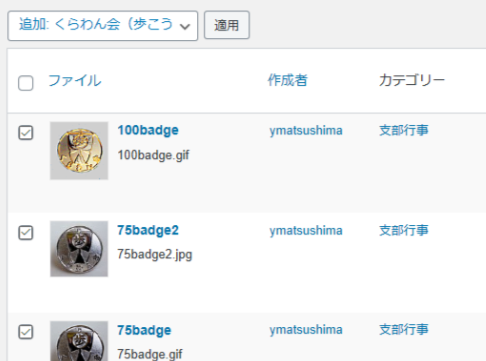 追加: くらわん会（歩こう 適用
ファイル 作成者 カテゴリー
100badge ymatsushima 支部行事
100badge.gif
75badge2 ymatsushima 支部行事
75badge2.jpg
75badge ymatsushima 支部行事
75badge.gif